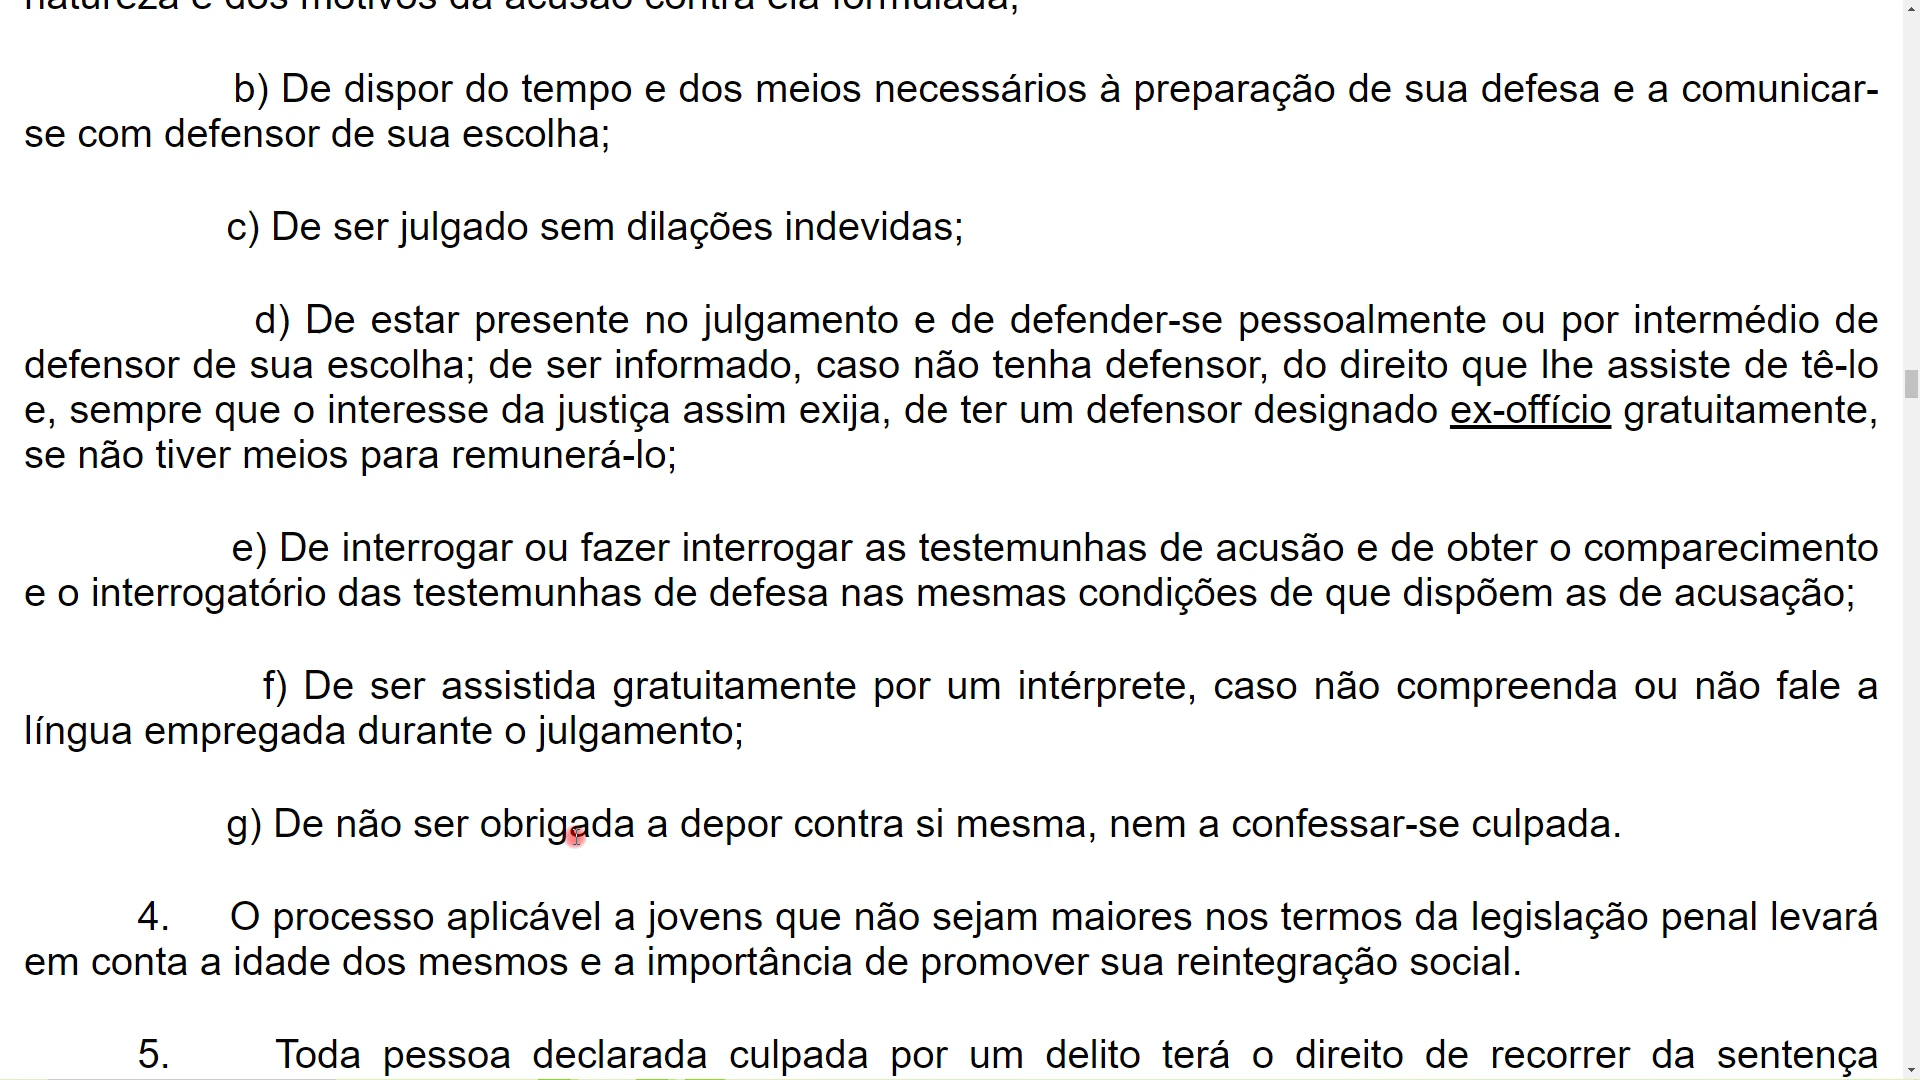 natureza e dos motivos da acusão contra ela formulada;
b) De dispor do tempo e dos meios necessários à preparação de sua defesa e a comunicar-
se com defensor de sua escolha;
c) De ser julgado sem dilações indevidas;
d) De estar presente no julgamento e de defender-se pessoalmente ou por intermédio de
defensor de sua escolha; de ser informado, caso não tenha defensor, do direito que lhe assiste de tê-lo
e, sempre que o interesse da justiça assim exija, de ter um defensor designado ex-offício gratuitamente,
se não tiver meios para remunerá-lo;
e) De interrogar ou fazer interrogar as testemunhas de acusão e de obter o comparecimento
e o interrogatório das testemunhas de defesa nas mesmas condições de que dispõem as de acusação;
f) De ser assistida gratuitamente por um intérprete, caso não compreenda ou não fale a
língua empregada durante o julgamento;
g) De não ser obrigada a depor contra si mesma, nem a confessar-se culpada.
4. O processo aplicável a jovens que não sejam maiores nos termos da legislação penal levará
em conta a idade dos mesmos e a importância de promover sua reintegração social.
5. Toda pessoa declarada culpada por um delito terá o direito de recorrer da sentença